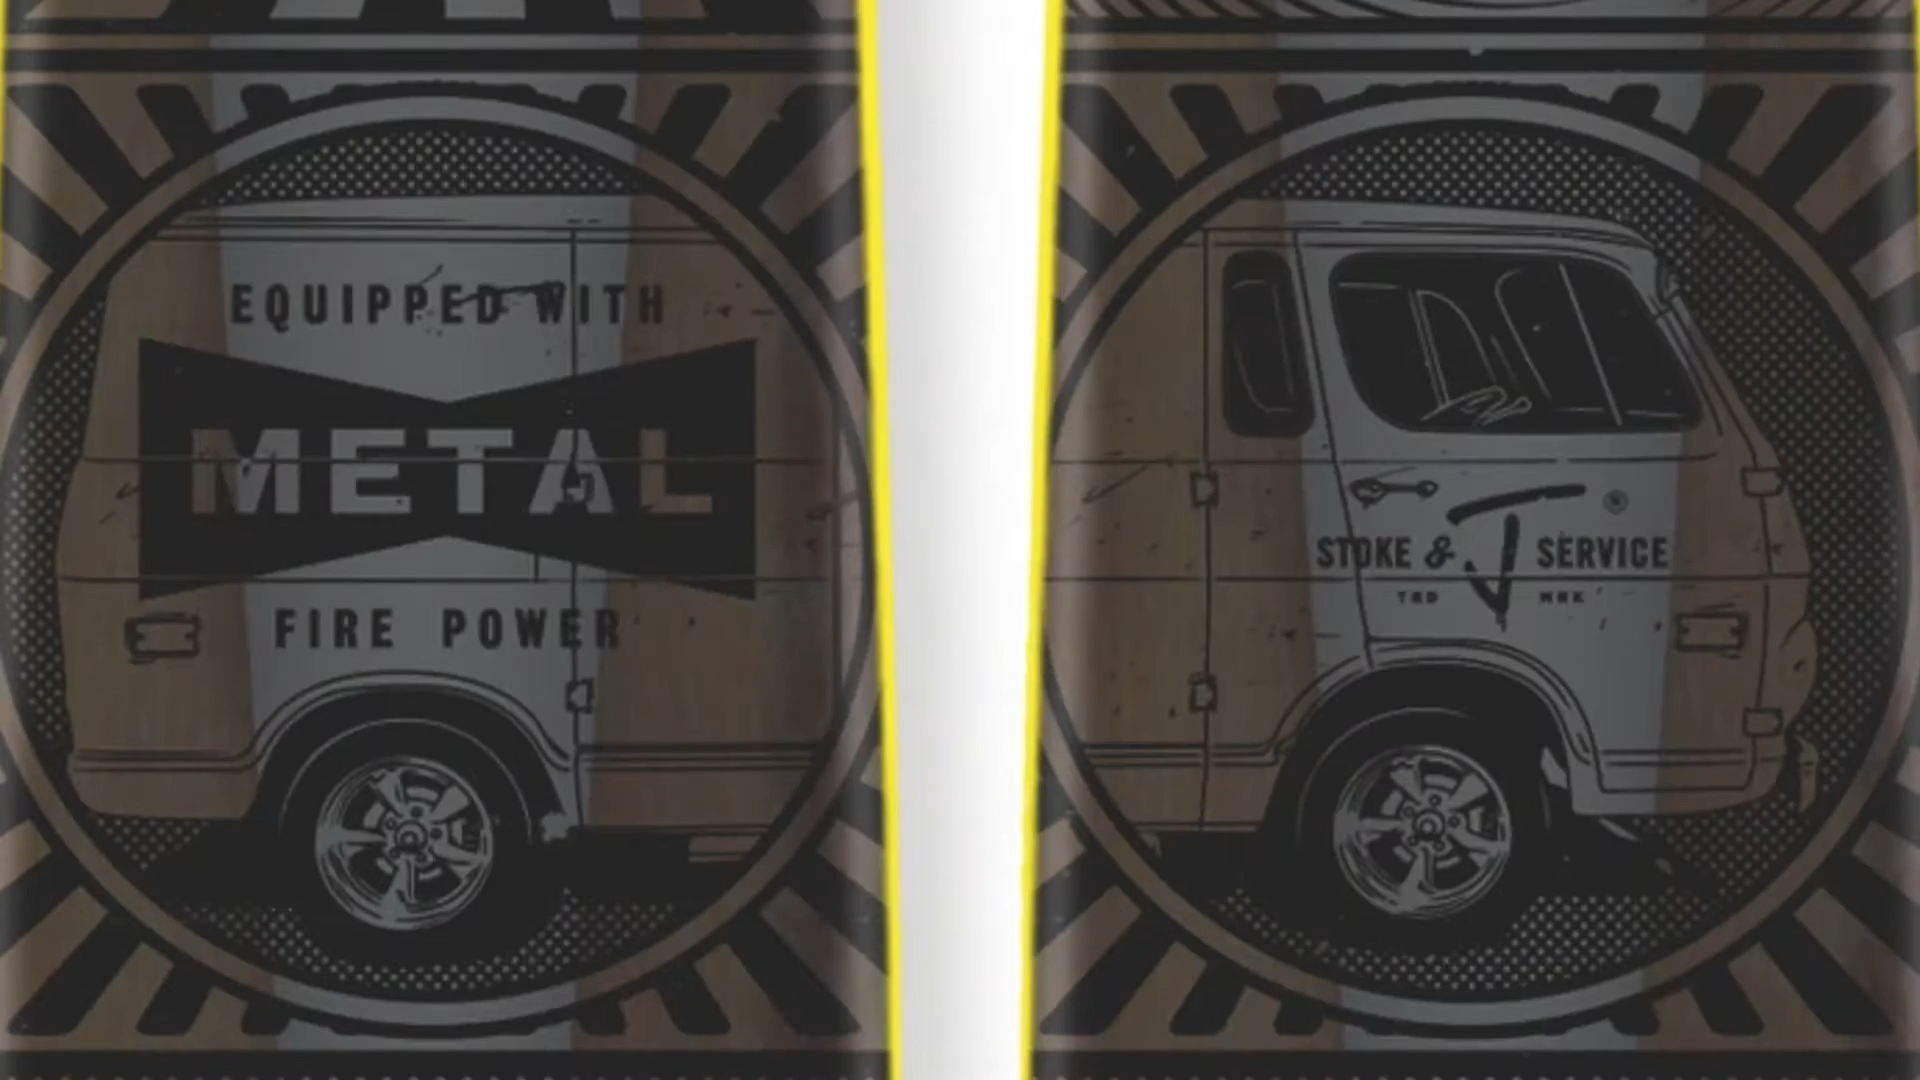 EQUIPPED WITH
METAL
FIRE POWER
STOKE & J SERVICE